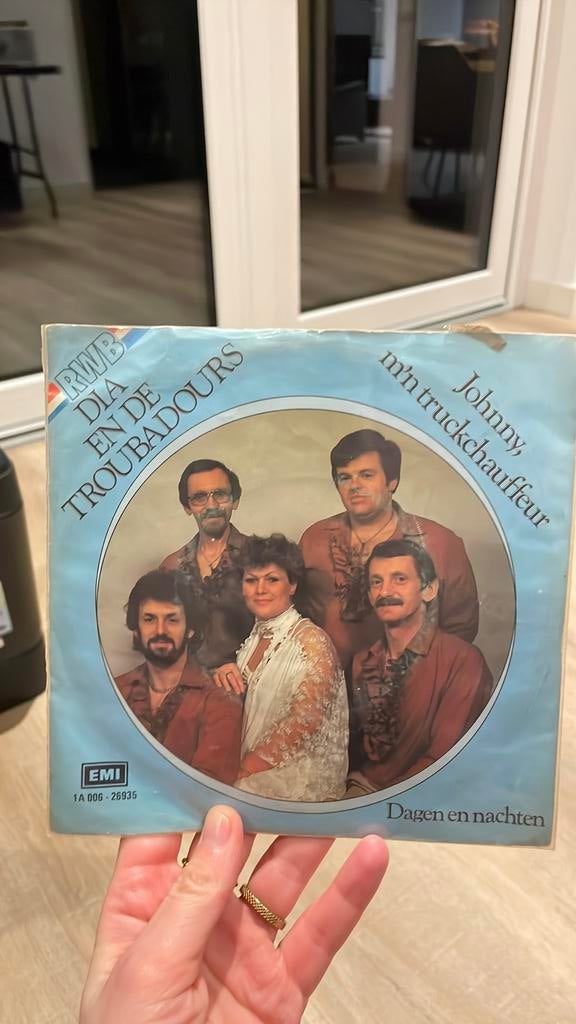 RWB
DIA
EN DE
TROUBADOURS
Johnny,
m'n truckchauffeur
EMI
1A 006 - 26935
Dagen en nachten